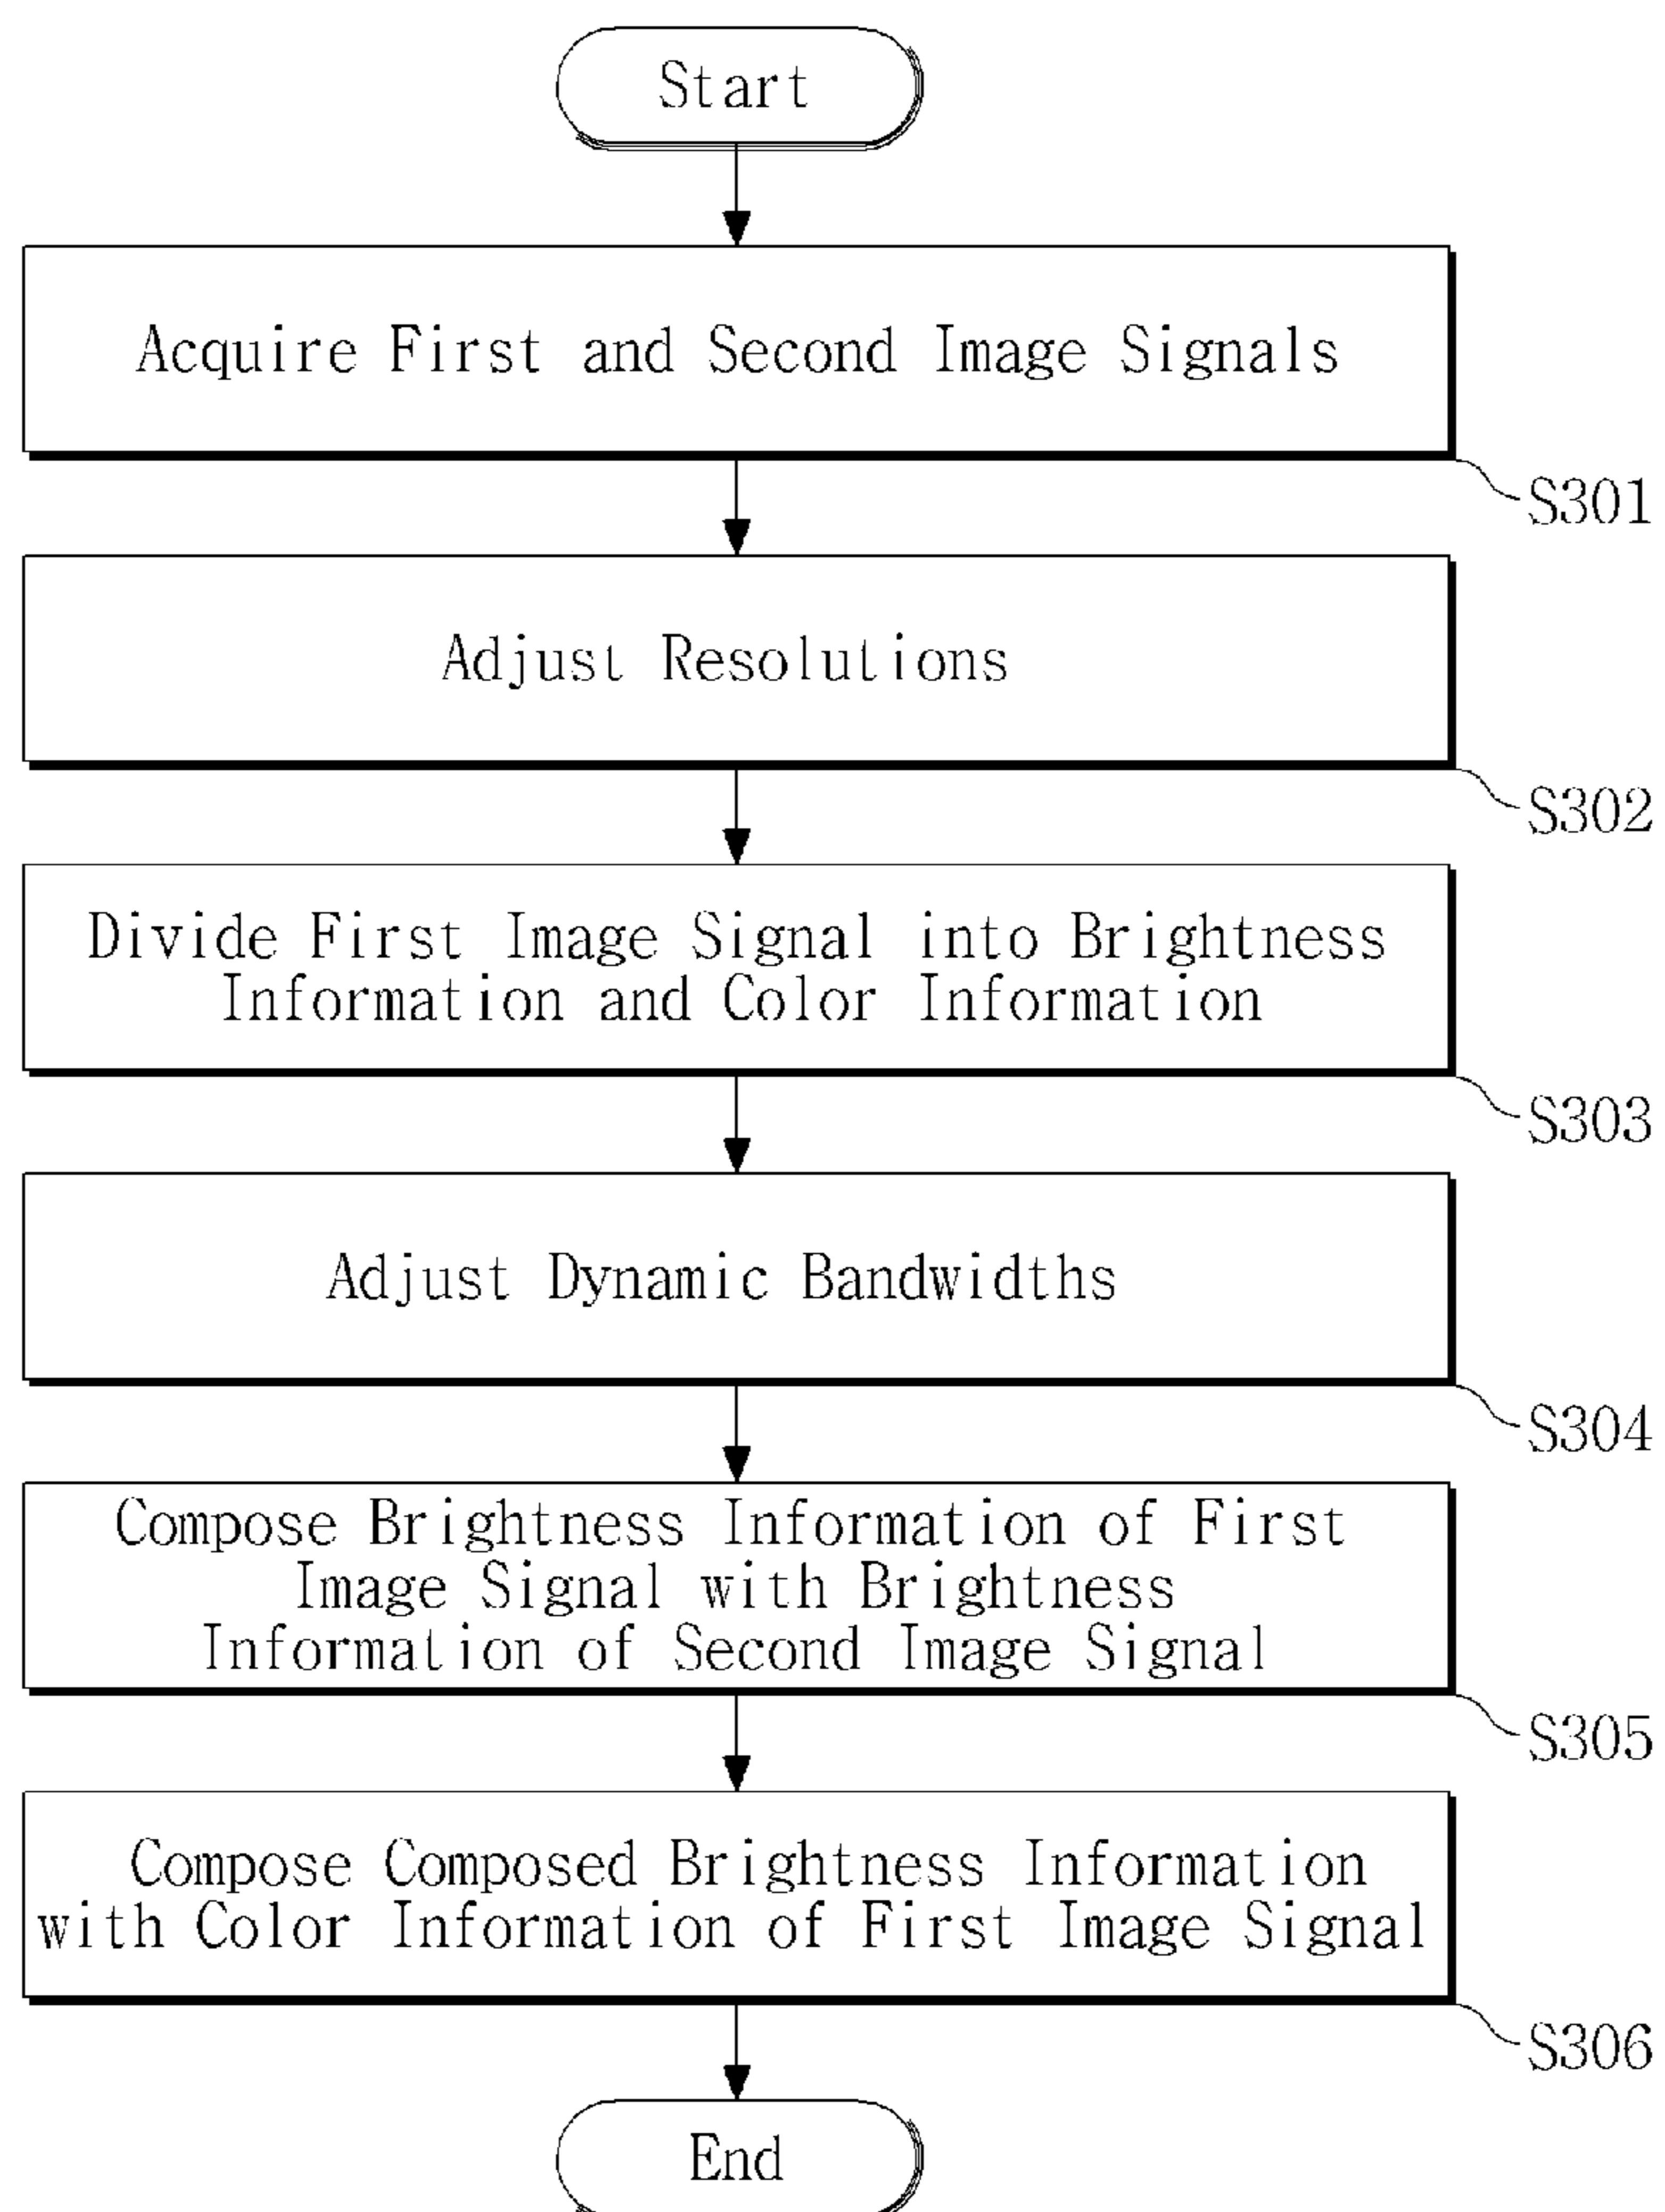 Start
Acquire First and Second Image Signals
S301
Adjust Resolutions
S302
Divide First Image Signal into Brightness
Information and Color Information
S303
Adjust Dynamic Bandwidths
S304
Compose Brightness Information of First
Image Signal with Brightness
Information of Second Image Signal
S305
Compose Composed Brightness Information
with Color Information of First Image Signal
S306
End